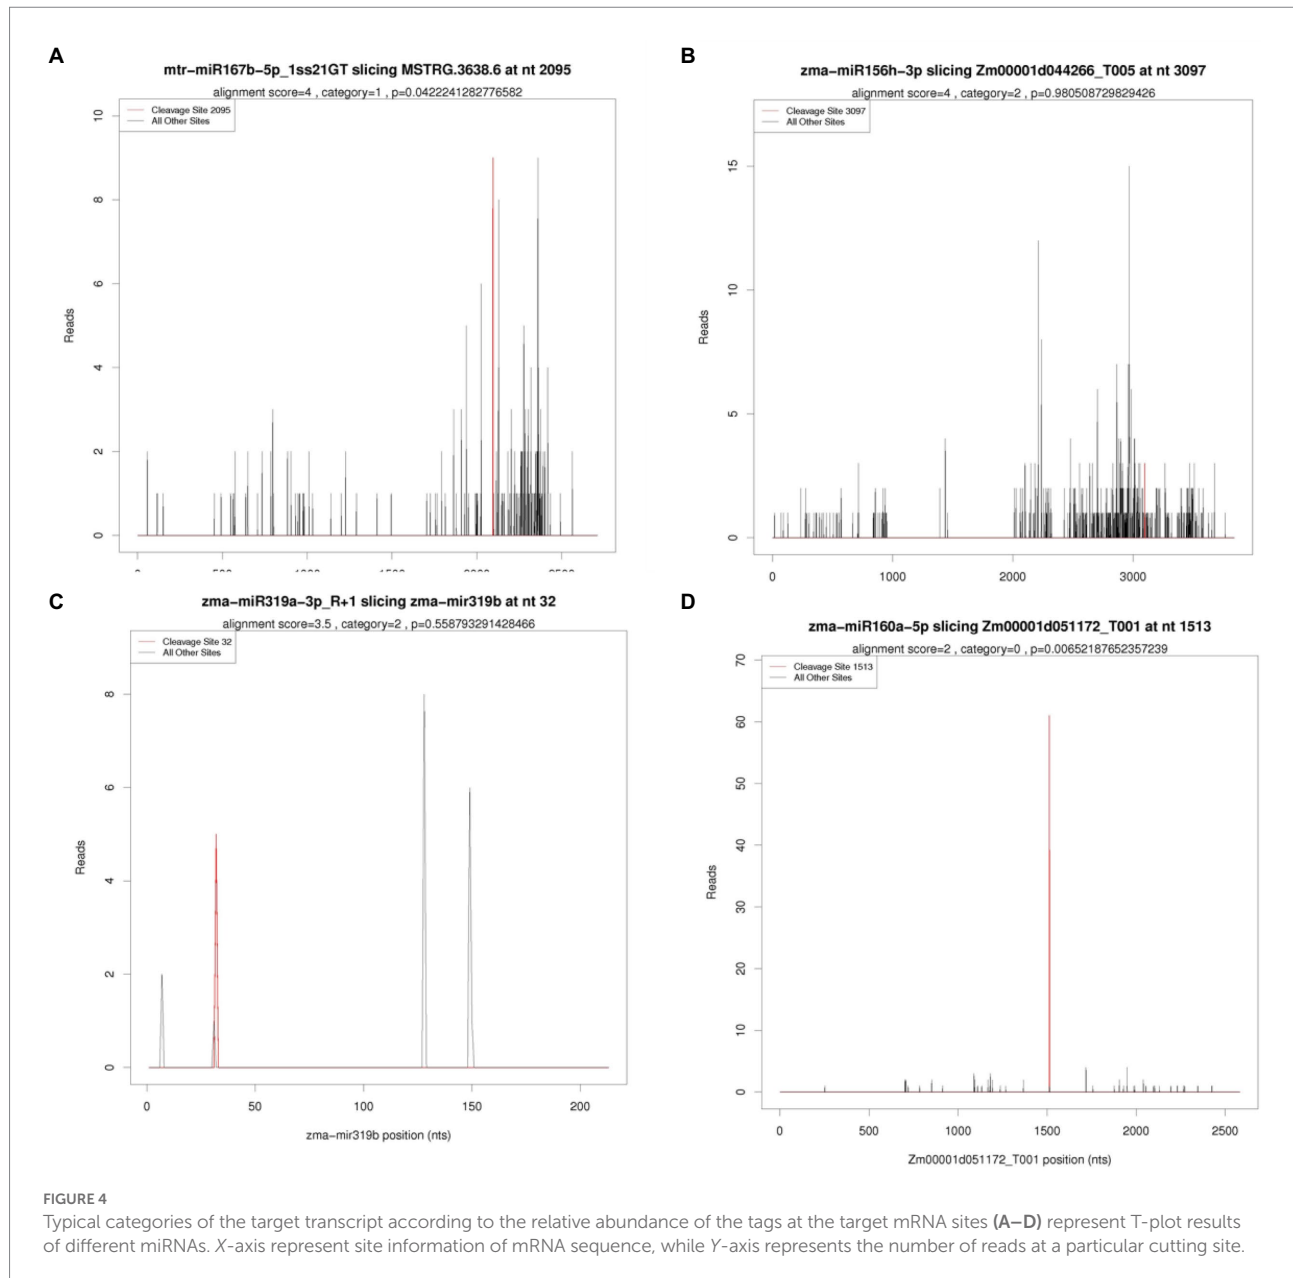 A
mtr-miR167b-5p_1ss21GT slicing MSTRG.3638.6 at nt 2095
alignment score=4 , category=1 , p=0.0422241282776582
Cleavage Site 2095
All Other Sites
10
8
6
4
2
0
Reads
0 500 1000 1500 2000 2500
B
zma-miR156h-3p slicing Zm00001d044266_T005 at nt 3097
alignment score=4 , category=2 , p=0.980508729829426
Cleavage Site 3097
All Other Sites
15
10
5
0
Reads
0 1000 2000 3000
C
zma-miR319a-3p_R+1 slicing zma-mir319b at nt 32
alignment score=3.5 , category=2 , p=0.558793291428466
Cleavage Site 32
All Other Sites
8
6
4
2
0
Reads
0 50 100 150 200
zma-mir319b position (nts)
D
zma-miR160a-5p slicing Zm00001d051172_T001 at nt 1513
alignment score=2 , category=0 , p=0.00652187652357239
Cleavage Site 1513
All Other Sites
70
60
50
40
30
20
10
0
Reads
0 500 1000 1500 2000 2500
Zm00001d051172_T001 position (nts)
FIGURE 4
Typical categories of the target transcript according to the relative abundance of the tags at the target mRNA sites (A–D) represent T-plot results
of different miRNAs. X-axis represent site information of mRNA sequence, while Y-axis represents the number of reads at a particular cutting site.